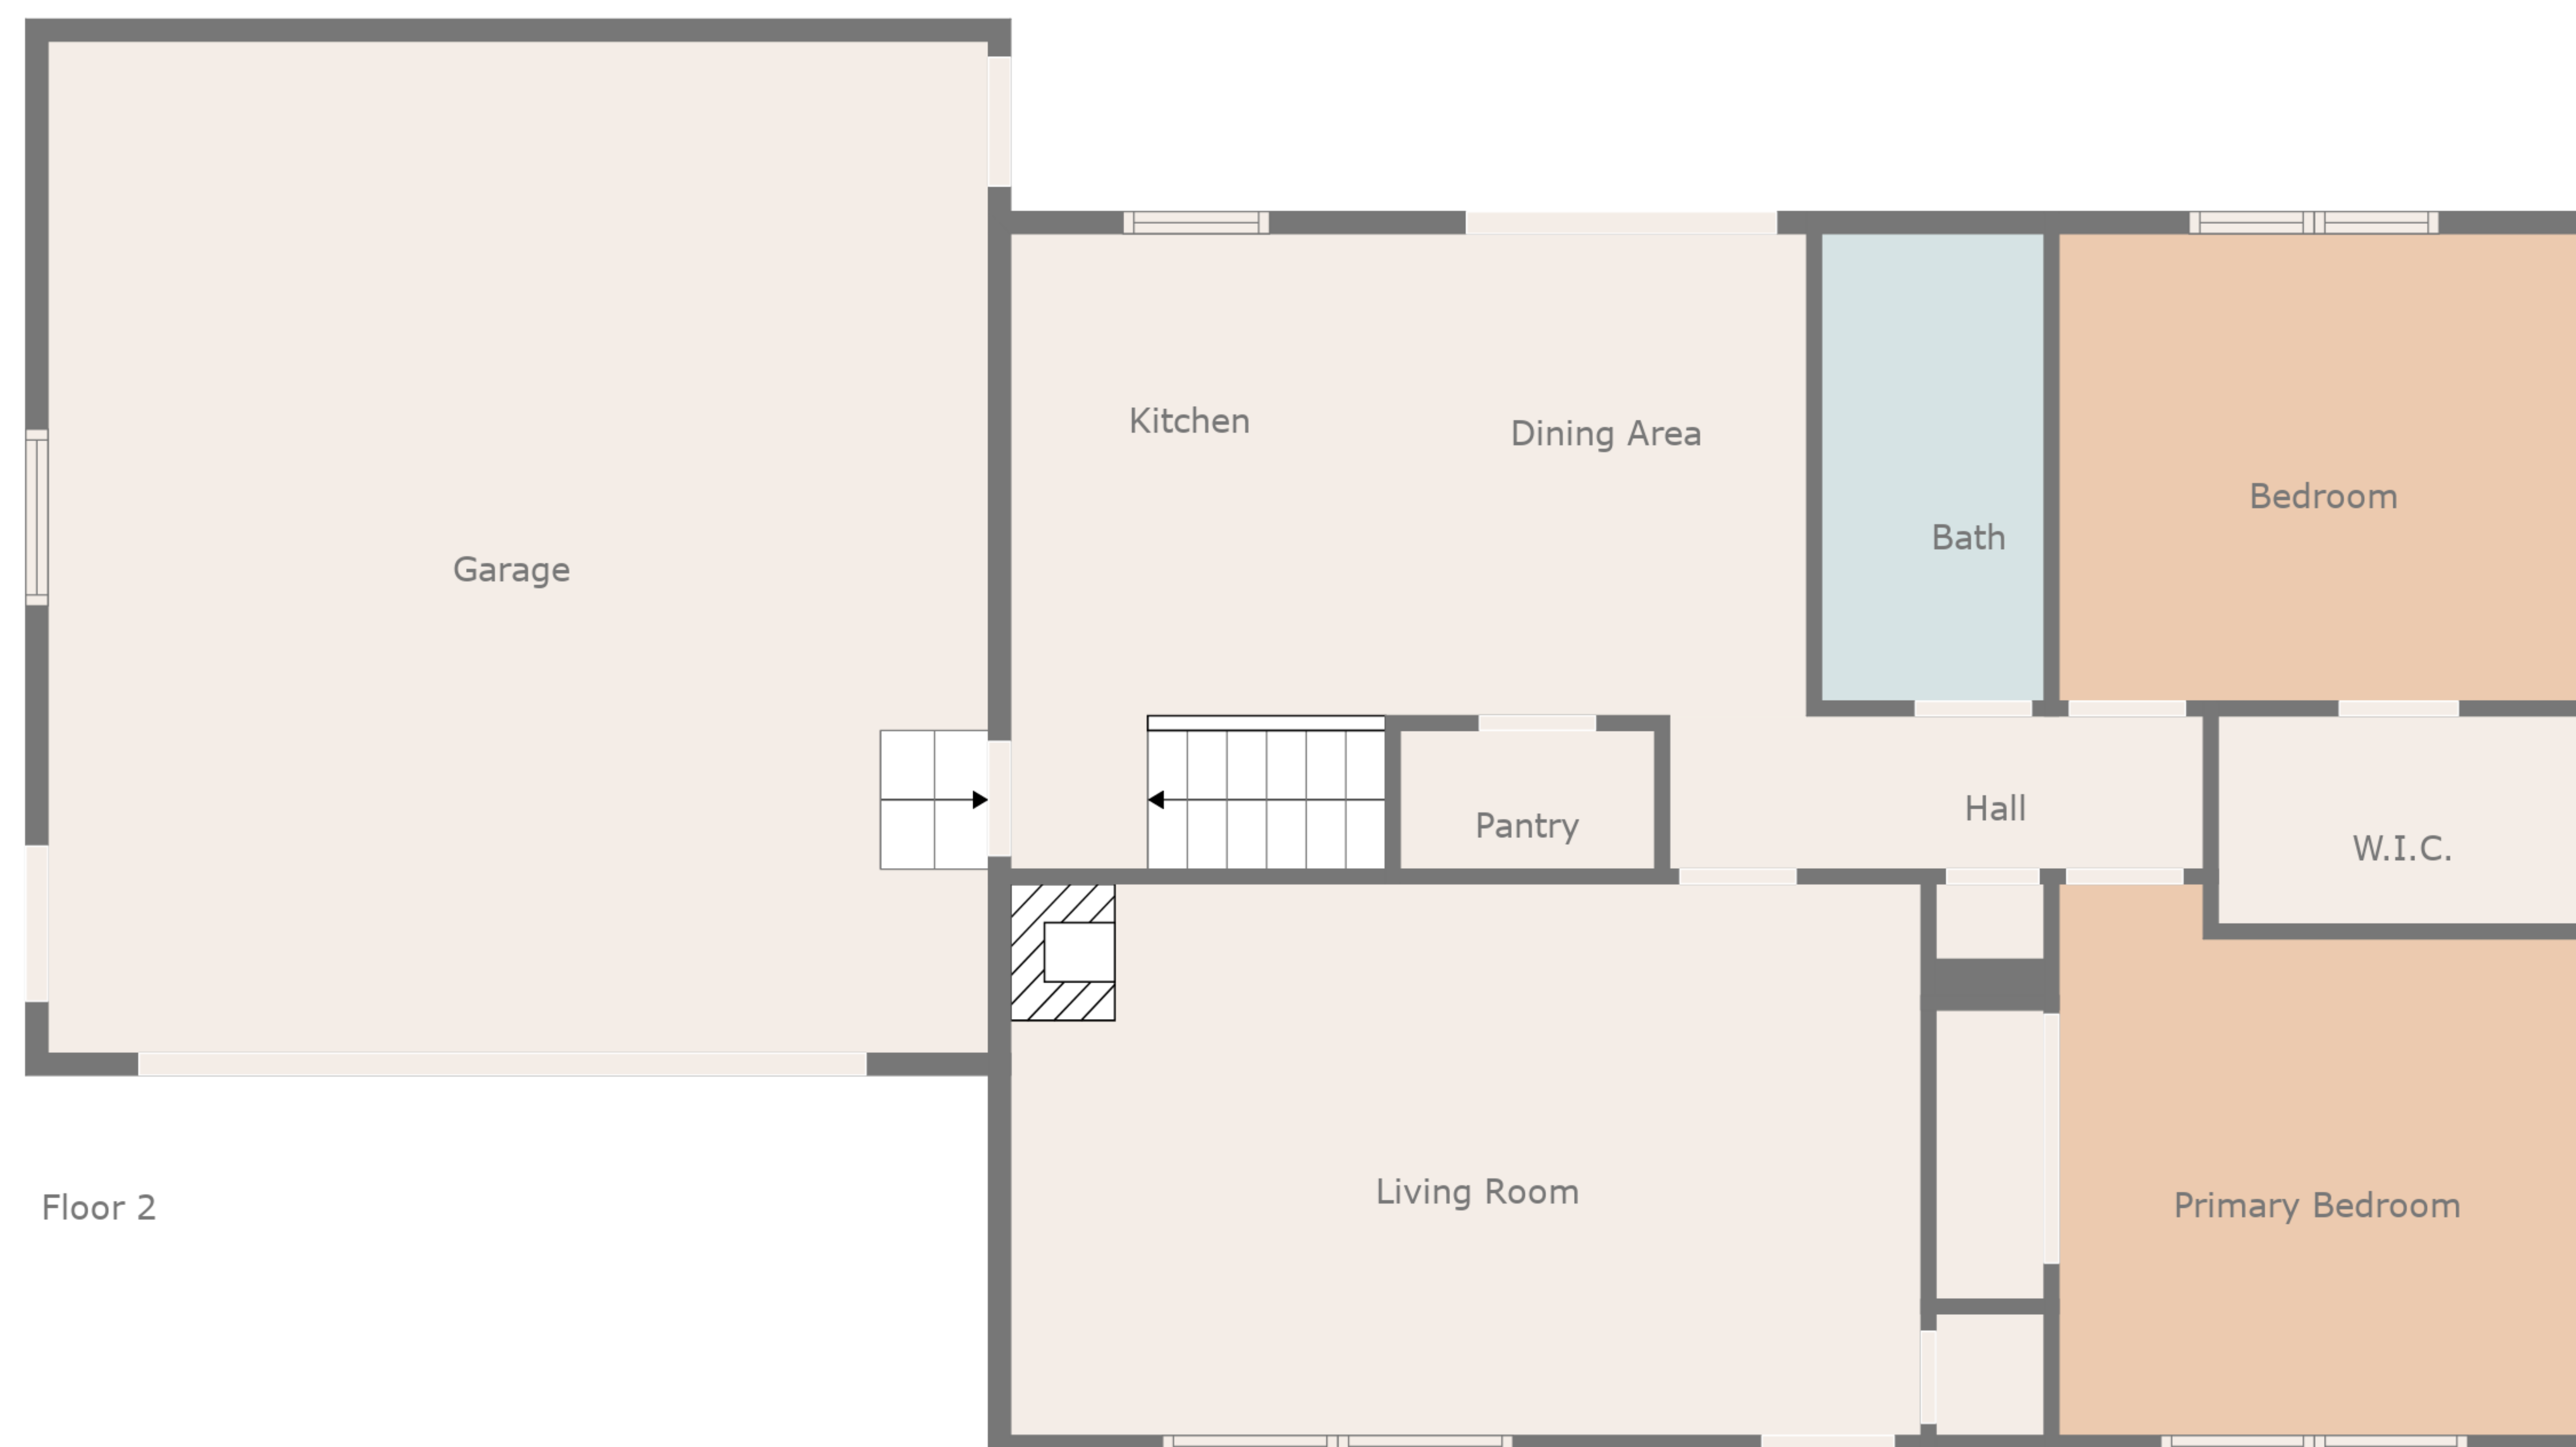 Kitchen
Dining Area
Bedroom
Bath
Garage
Hall
Pantry
W.I.C.
Living Room
Primary Bedroom
Floor 2